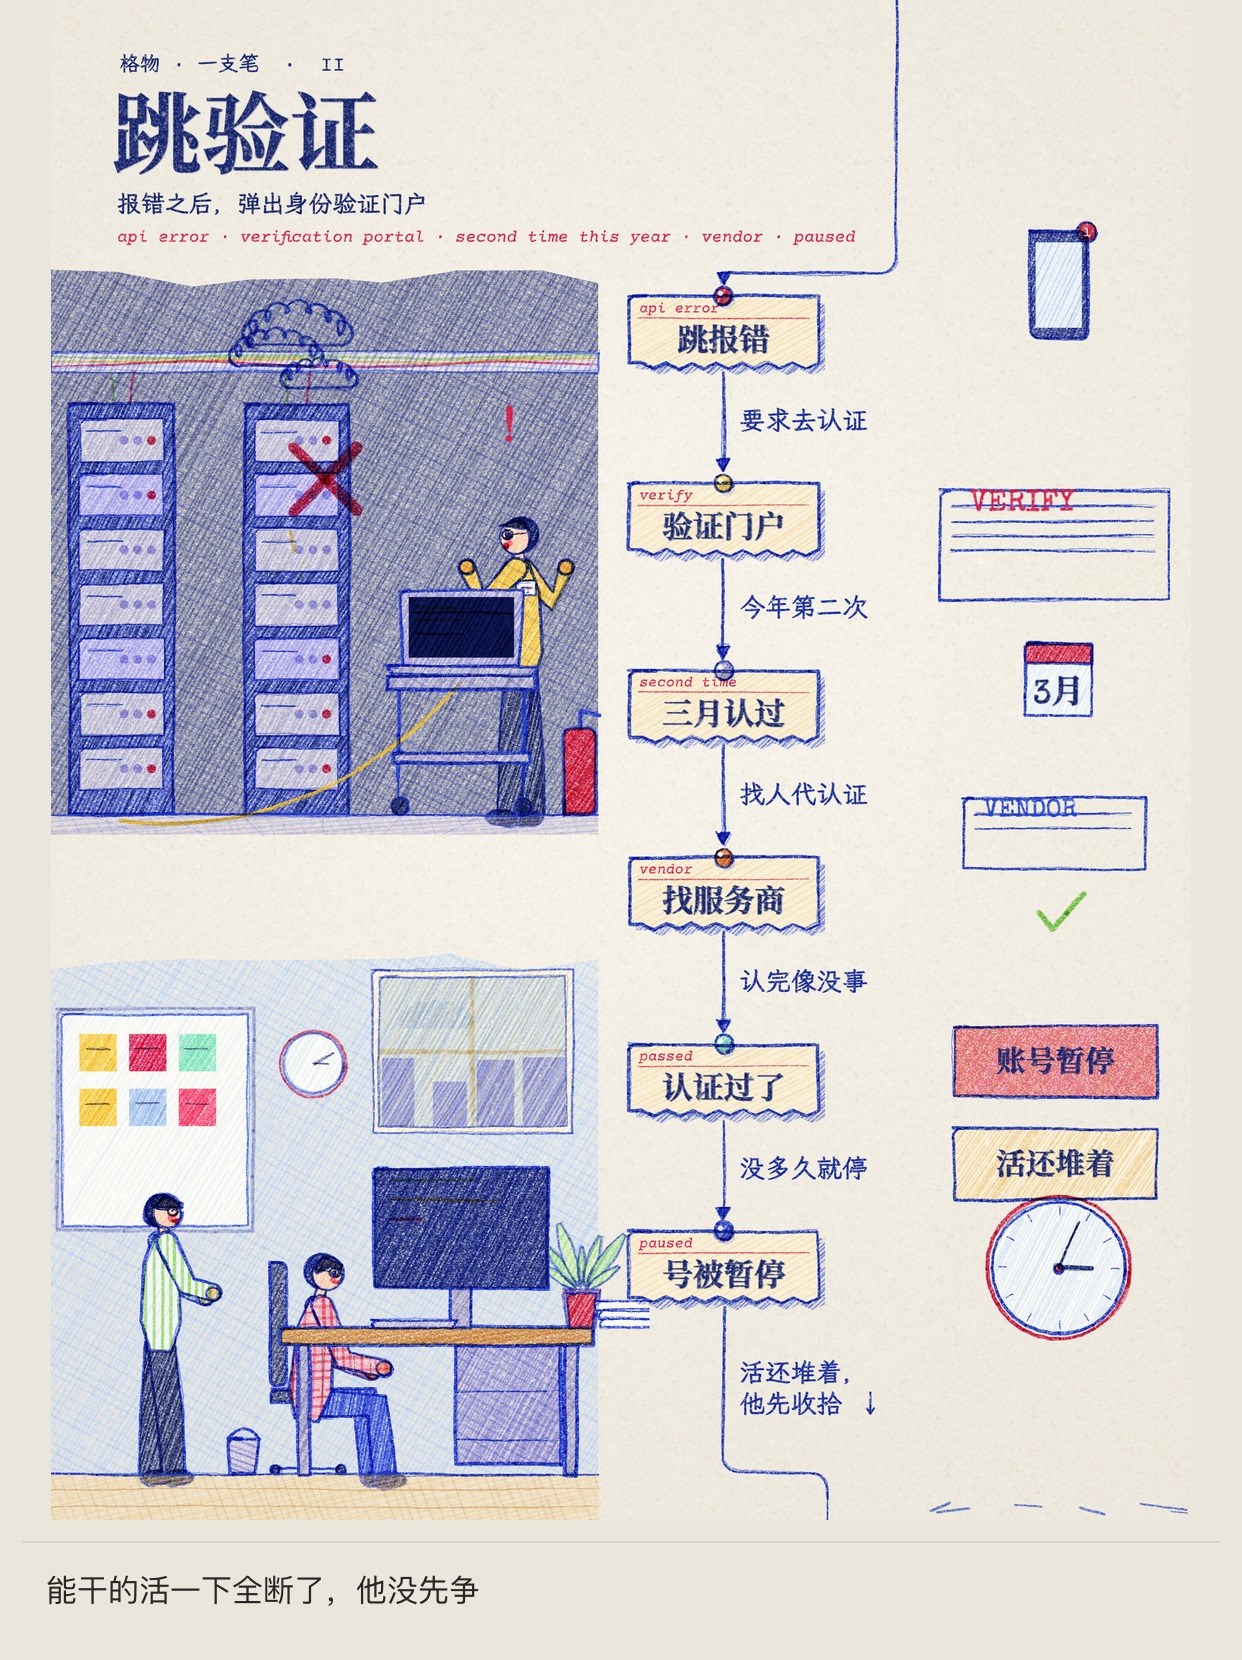 格物 · 一支笔 · II
跳验证
报错之后，弹出身份验证门户
api error · verification portal · second time this year · vendor · paused
api error
跳报错
要求去认证
verify
验证门户
VERIFY
今年第二次
second time
三月认过
3月
找人代认证
vendor
找服务商
VENDOR
认完像没事
passed
认证过了
账号暂停
没多久就停
活还堆着
paused
号被暂停
活还堆着，
他先收拾 ↓
能干的活一下全断了，他没先争